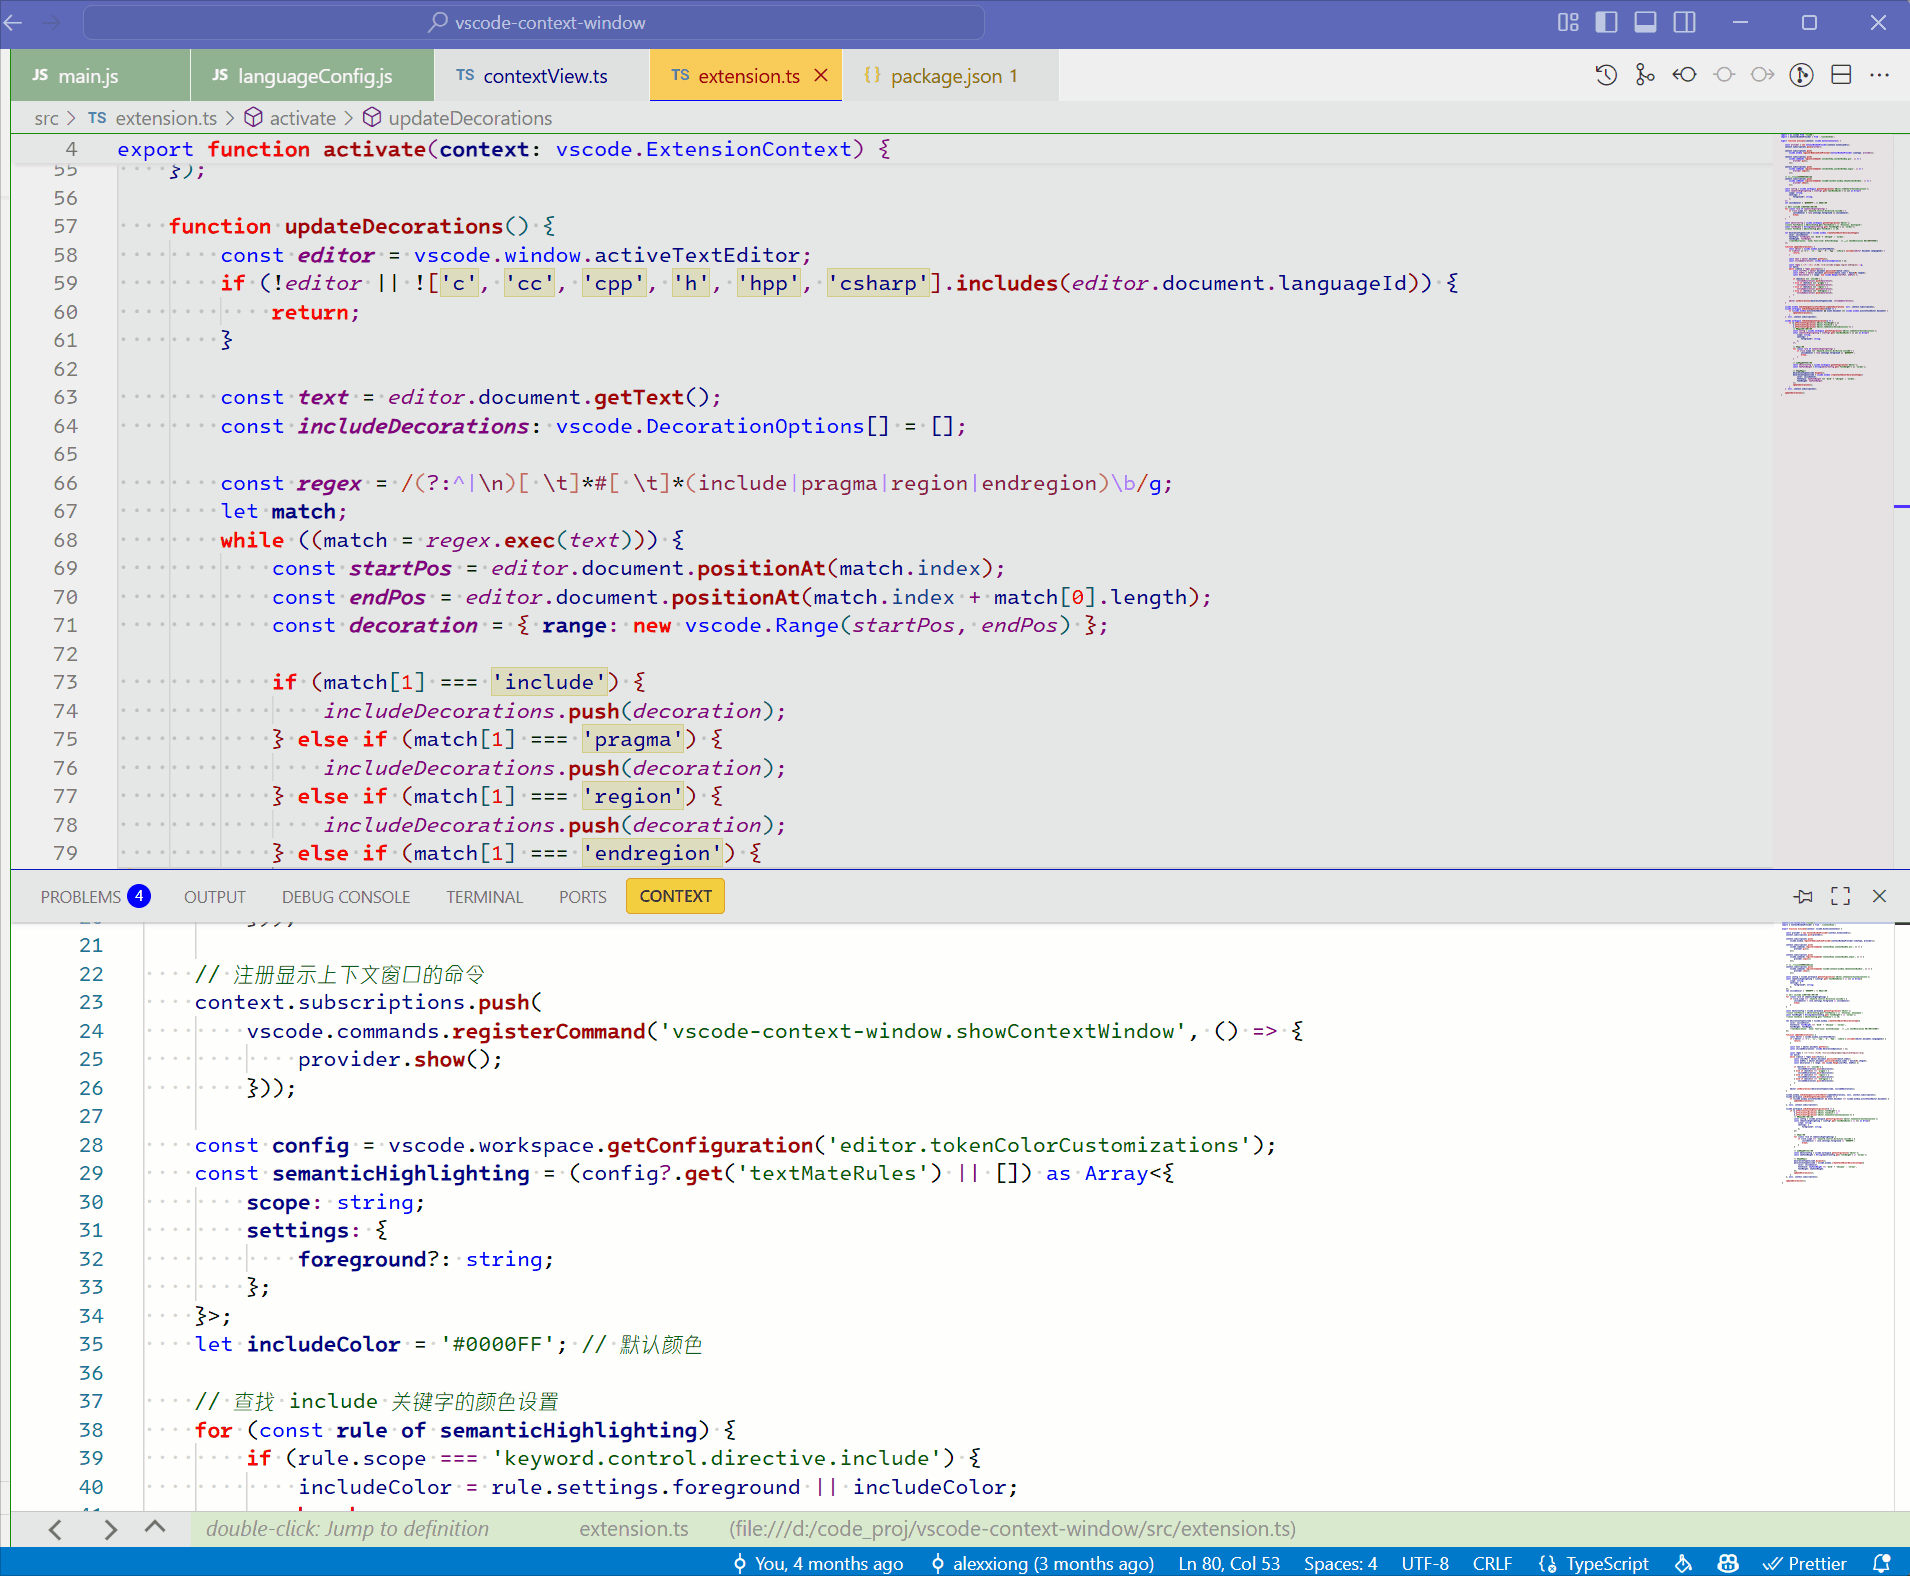 vscode-context-window
JS main.js
JS languageConfig.js
TS contextView.ts
TS extension.ts
{} package.json 1
src > TS extension.ts > activate > updateDecorations
4 export function activate(context: vscode.ExtensionContext) {
55 });
56
57 function updateDecorations() {
58 const editor = vscode.window.activeTextEditor;
59 if (!editor || !['c', 'cc', 'cpp', 'h', 'hpp', 'csharp'].includes(editor.document.languageId)) {
60 return;
61 }
62
63 const text = editor.document.getText();
64 const includeDecorations: vscode.DecorationOptions[] = [];
65
66 const regex = /(?:^|\n)[ \t]*#[ \t]*(include|pragma|region|endregion)\b/g;
67 let match;
68 while ((match = regex.exec(text))) {
69 const startPos = editor.document.positionAt(match.index);
70 const endPos = editor.document.positionAt(match.index + match[0].length);
71 const decoration = { range: new vscode.Range(startPos, endPos) };
72
73 if (match[1] === 'include') {
74 includeDecorations.push(decoration);
75 } else if (match[1] === 'pragma') {
76 includeDecorations.push(decoration);
77 } else if (match[1] === 'region') {
78 includeDecorations.push(decoration);
79 } else if (match[1] === 'endregion') {
PROBLEMS 4 OUTPUT DEBUG CONSOLE TERMINAL PORTS CONTEXT
21
22 // 注册显示上下文窗口的命令
23 context.subscriptions.push(
24 vscode.commands.registerCommand('vscode-context-window.showContextWindow', () => {
25 provider.show();
26 }));
27
28 const config = vscode.workspace.getConfiguration('editor.tokenColorCustomizations');
29 const semanticHighlighting = (config?.get('textMateRules') || []) as Array<{
30 scope: string;
31 settings: {
32 foreground?: string;
33 };
34 }>;
35 let includeColor = '#0000FF'; // 默认颜色
36
37 // 查找 include 关键字的颜色设置
38 for (const rule of semanticHighlighting) {
39 if (rule.scope === 'keyword.control.directive.include') {
40 includeColor = rule.settings.foreground || includeColor;
double-click: Jump to definition extension.ts (file:///d:/code_proj/vscode-context-window/src/extension.ts)
You, 4 months ago alexxiong (3 months ago) Ln 80, Col 53 Spaces: 4 UTF-8 CRLF TypeScript Prettier